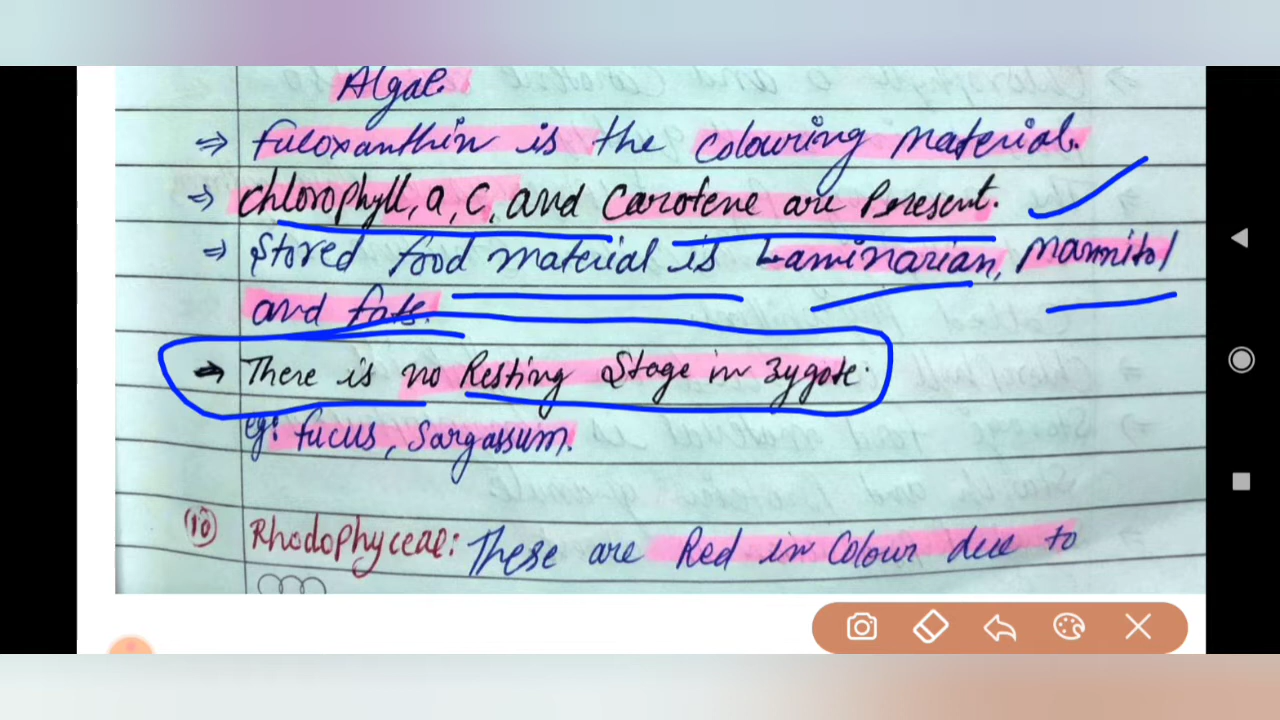 Algae.
⇒ fucoxanthin is the colouring material.
⇒ chlorophyll, a, c, and Carotene are Present.
⇒ Stored food material is Laminarian, Mannitol
and fats.
→ There is no Resting Stage in zygote.
eg: fucus, Sargassum.
(10) Rhodophyceae: These are Red in Colour due to